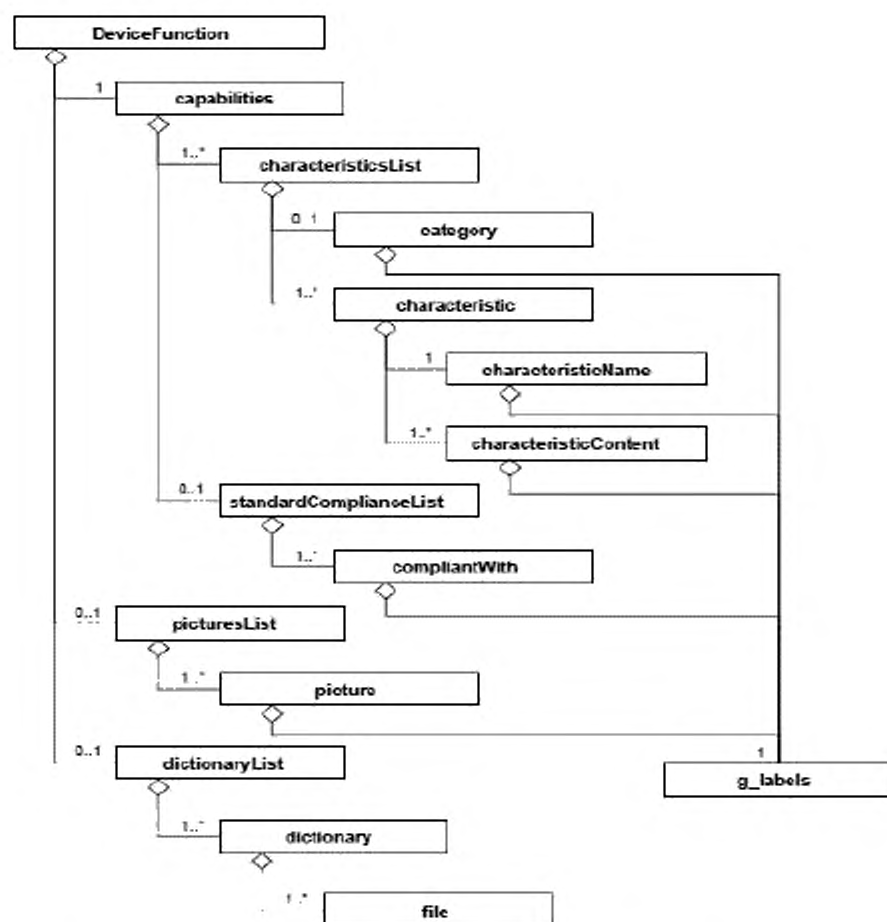 DeviceFunction
1
capabilities
1..*
characteristicsList
0..1
category
1..*
characteristic
1
characteristicName
1..*
characteristicContent
0..1
standardComplianceList
1..*
compliantWith
0..1
picturesList
1..*
picture
0..1
dictionaryList
1
g_labels
1..*
dictionary
1..*
file